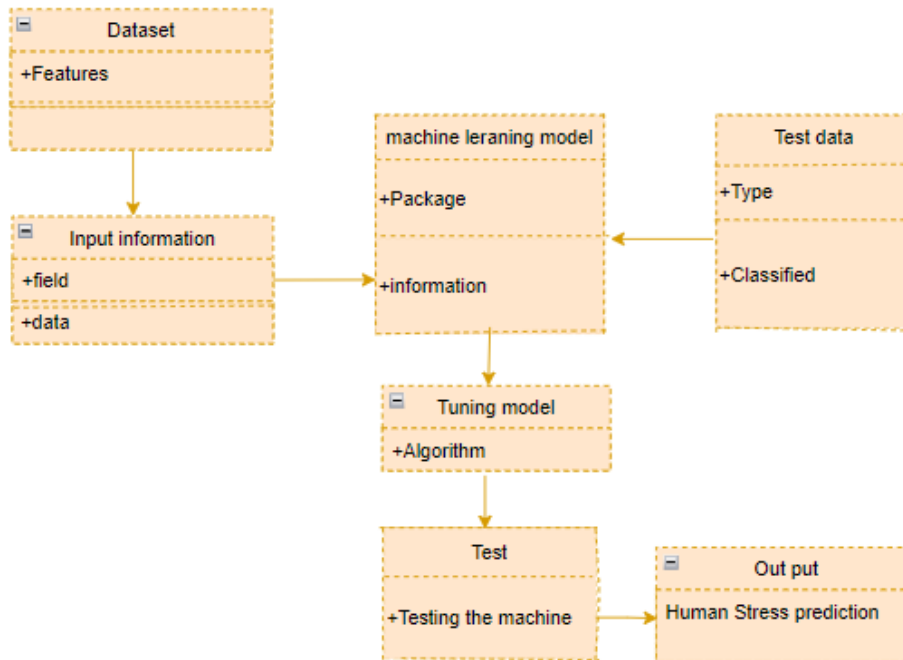 Dataset
+Features
Input information
+field
+data
machine leraning model
+Package
+information
Test data
+Type
+Classified
Tuning model
+Algorithm
Test
+Testing the machine
Out put
Human Stress prediction